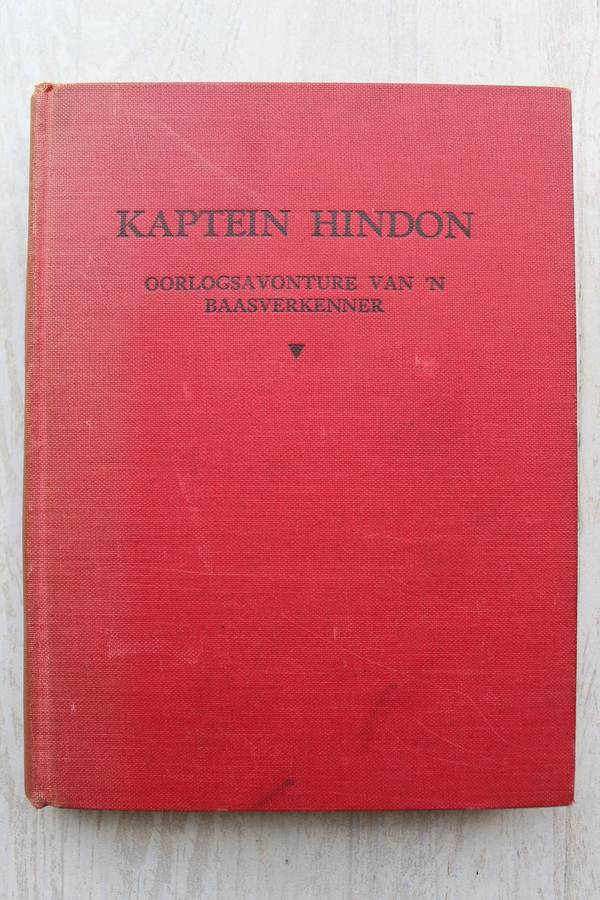 KAPTEIN HINDON
OORLOGSAVONTURE VAN 'N
BAASVERKENNER